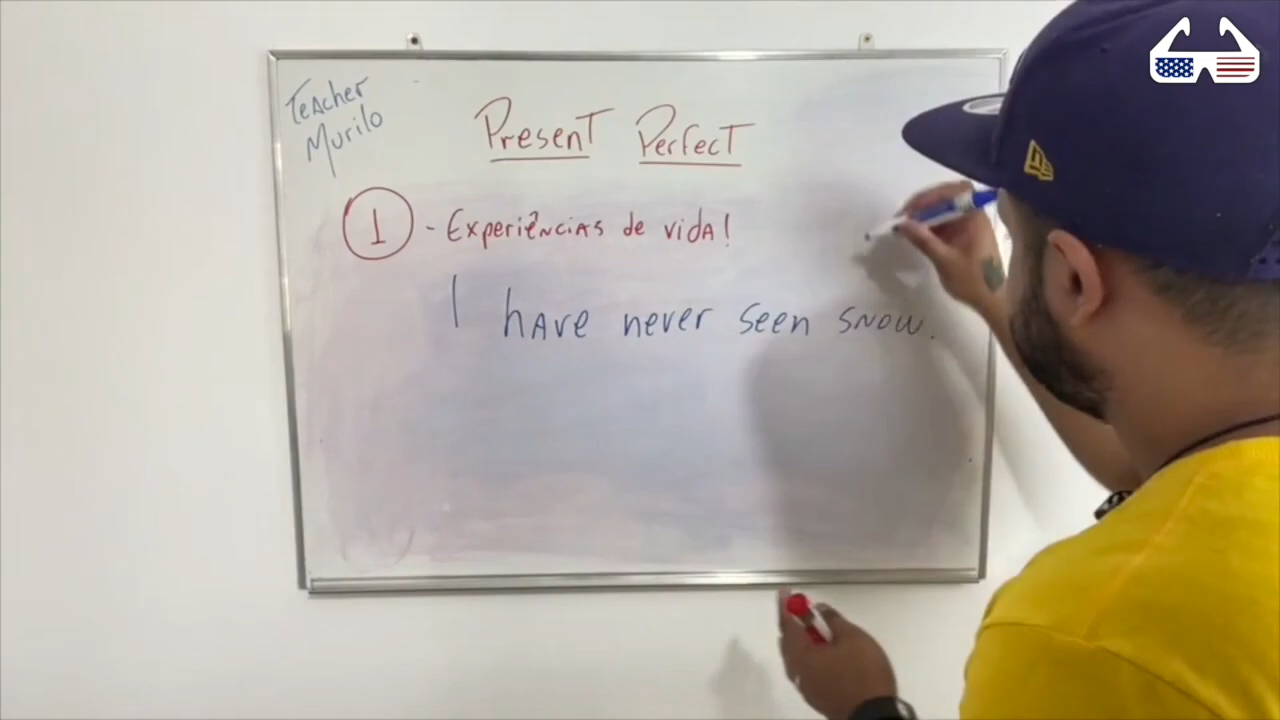 Teacher
Murilo
Present Perfect
1 - Experiências de vida!
I have never seen snow.